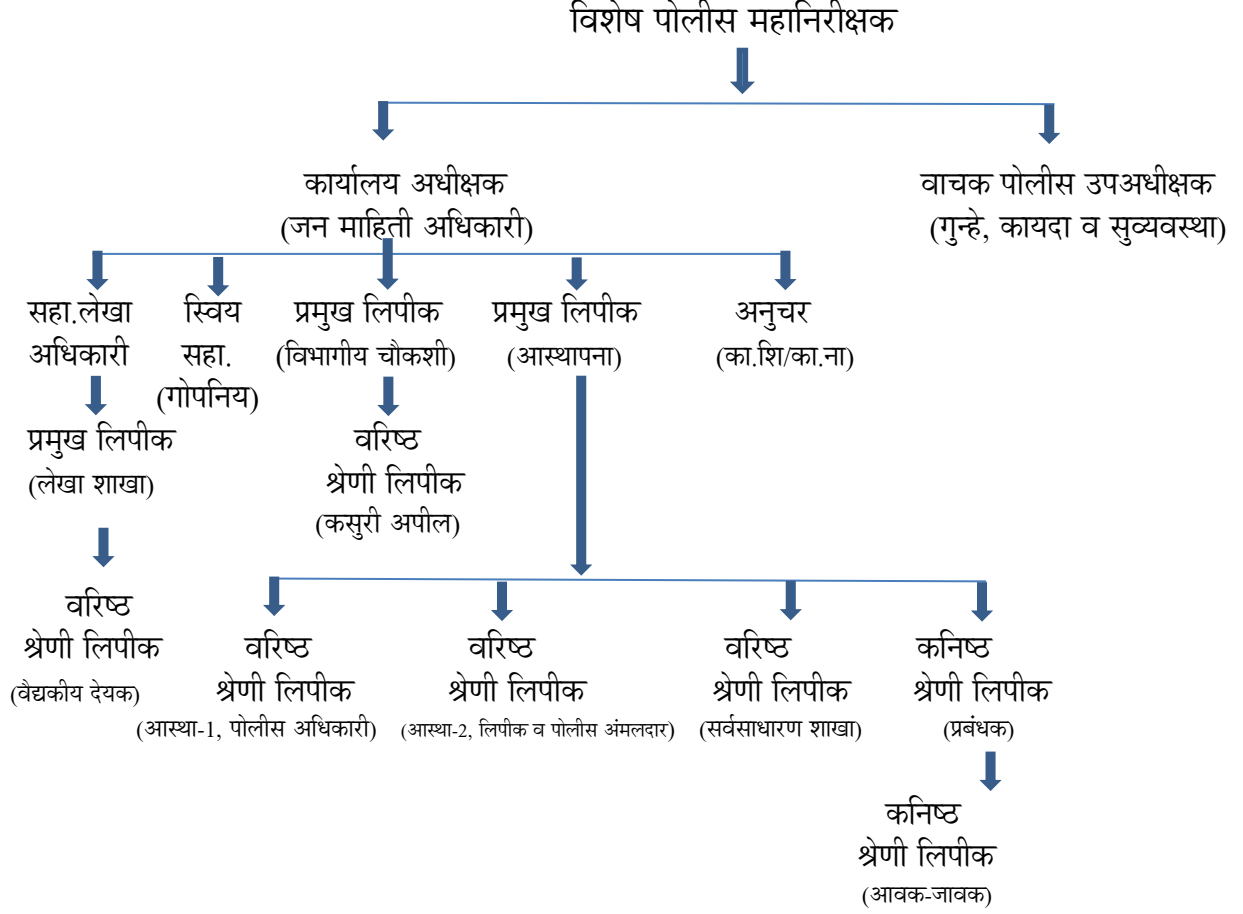 विशेष पोलीस महानिरीक्षक
कार्यालय अधीक्षक
(जन माहिती अधिकारी)
वाचक पोलीस उपअधीक्षक
(गुन्हे, कायदा व सुव्यवस्था)
सहा.लेखा
अधिकारी
स्विय
सहा.
(गोपनिय)
प्रमुख लिपीक
(विभागीय चौकशी)
प्रमुख लिपीक
(आस्थापना)
अनुचर
(का.शि/का.ना)
प्रमुख लिपीक
(लेखा शाखा)
वरिष्ठ
श्रेणी लिपीक
(कसुरी अपील)
वरिष्ठ
श्रेणी लिपीक
(वैद्यकीय देयक)
वरिष्ठ
श्रेणी लिपीक
(आस्था-1, पोलीस अधिकारी)
वरिष्ठ
श्रेणी लिपीक
(आस्था-2, लिपीक व पोलीस अंमलदार)
वरिष्ठ
श्रेणी लिपीक
(सर्वसाधारण शाखा)
कनिष्ठ
श्रेणी लिपीक
(प्रबंधक)
कनिष्ठ
श्रेणी लिपीक
(आवक-जावक)